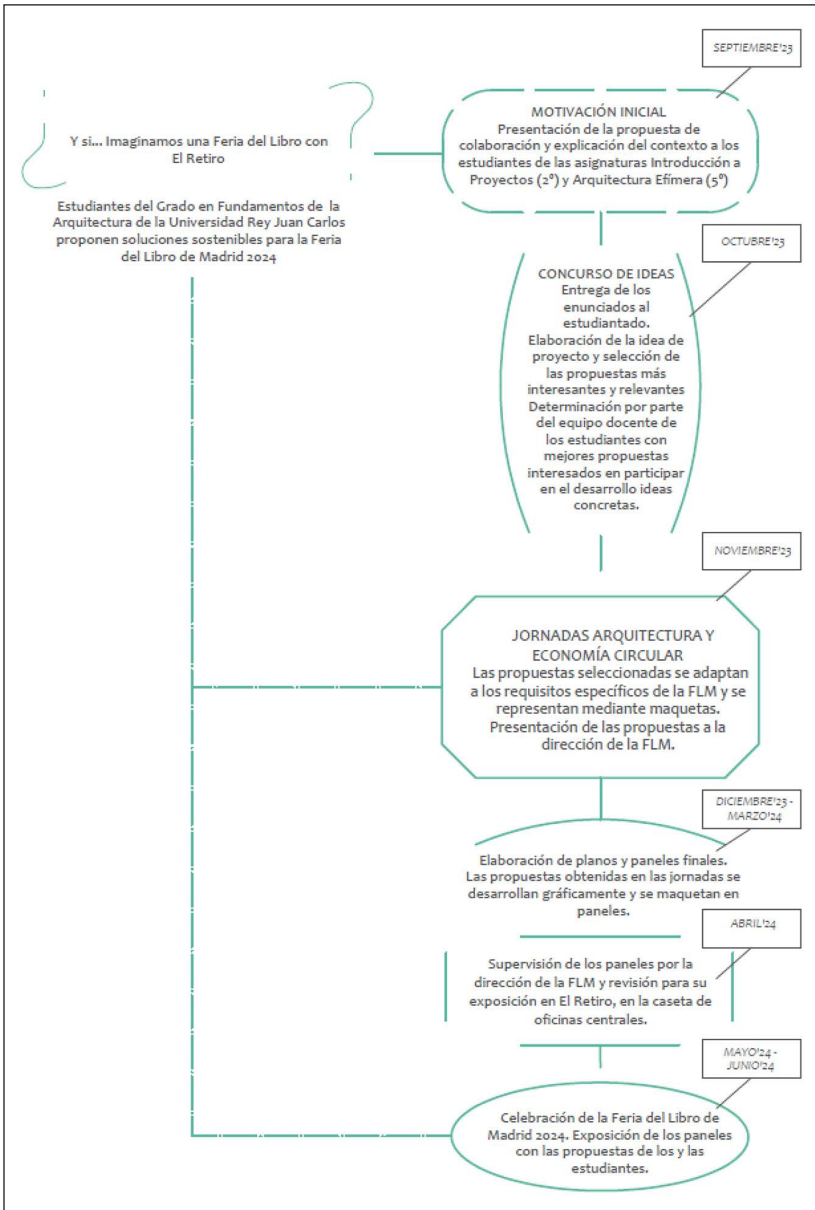 SEPTIEMBRE'23
¿
?
Y si... Imaginamos una Feria del Libro con
El Retiro
Estudiantes del Grado en Fundamentos de la
Arquitectura de la Universidad Rey Juan Carlos
proponen soluciones sostenibles para la Feria
del Libro de Madrid 2024
MOTIVACIÓN INICIAL
Presentación de la propuesta de
colaboración y explicación del contexto a los
estudiantes de las asignaturas Introducción a
Proyectos (2º) y Arquitectura Efímera (5º)
OCTUBRE'23
CONCURSO DE IDEAS
Entrega de los
enunciados al
estudiantado.
Elaboración de la idea de
proyecto y selección de
las propuestas más
interesantes y relevantes
Determinación por parte
del equipo docente de
los estudiantes con
mejores propuestas
interesados en participar
en el desarrollo ideas
concretas.
NOVIEMBRE'23
JORNADAS ARQUITECTURA Y
ECONOMÍA CIRCULAR
Las propuestas seleccionadas se adaptan
a los requisitos específicos de la FLM y se
representan mediante maquetas.
Presentación de las propuestas a la
dirección de la FLM.
DICIEMBRE'23 -
MARZO'24
Elaboración de planos y paneles finales.
Las propuestas obtenidas en las jornadas se
desarrollan gráficamente y se maquetan en
paneles.
ABRIL'24
Supervisión de los paneles por la
dirección de la FLM y revisión para su
exposición en El Retiro, en la caseta de
oficinas centrales.
MAYO'24 -
JUNIO'24
Celebración de la Feria del Libro de
Madrid 2024. Exposición de los paneles
con las propuestas de los y las
estudiantes.